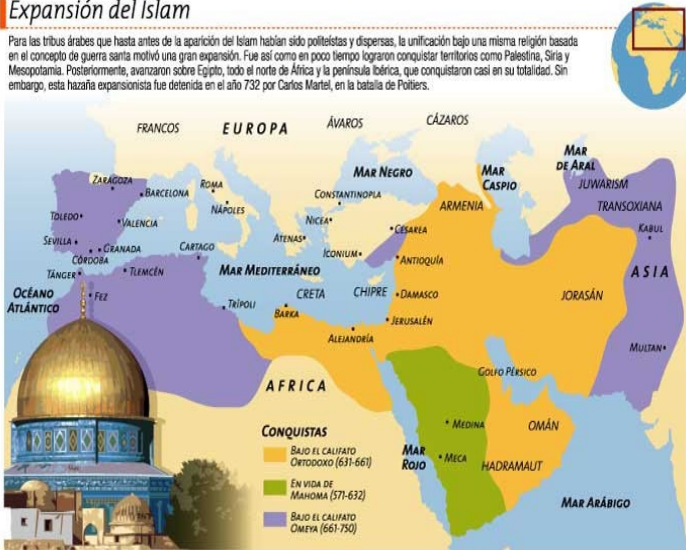 Expansión del Islam
Para las tribus árabes que hasta antes de la aparición del Islam habían sido politeístas y dispersas, la unificación bajo una misma religión basada
en el concepto de guerra santa motivó una gran expansión. Fue así como en poco tiempo lograron conquistar territorios como Palestina, Siria y
Mesopotamia. Posteriormente, avanzaron sobre Egipto, todo el norte de África y la península Ibérica, que conquistaron casi en su totalidad. Sin
embargo, esta hazaña expansionista fue detenida en el año 732 por Carlos Martel, en la batalla de Poitiers.
FRANCOS
EUROPA
ÁVAROS
CÁZAROS
MAR
DE ARAL
MAR NEGRO
MAR
CASPIO
JUWARISM
TRANSOXIANA
ZARAGOZA
BARCELONA
ROMA
CONSTANTINOPLA
ARMENIA
TOLEDO
VALENCIA
NÁPOLES
NICEA
CESAREA
KABUL
SEVILLA
GRANADA
CÓRDOBA
CARTAGO
ATENAS
ICONIUM
ANTIOQUÍA
TÁNGER
TLEMCÉN
MAR MEDITERRÁNEO
ASIA
OCÉANO
ATLÁNTICO
FEZ
TRÍPOLI
CRETA
CHIPRE
DAMASCO
JORASÁN
BARKA
JERUSALÉN
ALEJANDRÍA
MULTAN
GOLFO PÉRSICO
AFRICA
MEDINA
OMÁN
MAR
ROJO
MECA
HADRAMAUT
MAR ARÁBIGO
CONQUISTAS
BAJO EL CALIFATO
ORTODOXO (631-661)
EN VIDA DE
MAHOMA (571-632)
BAJO EL CALIFATO
OMEYA (661-750)